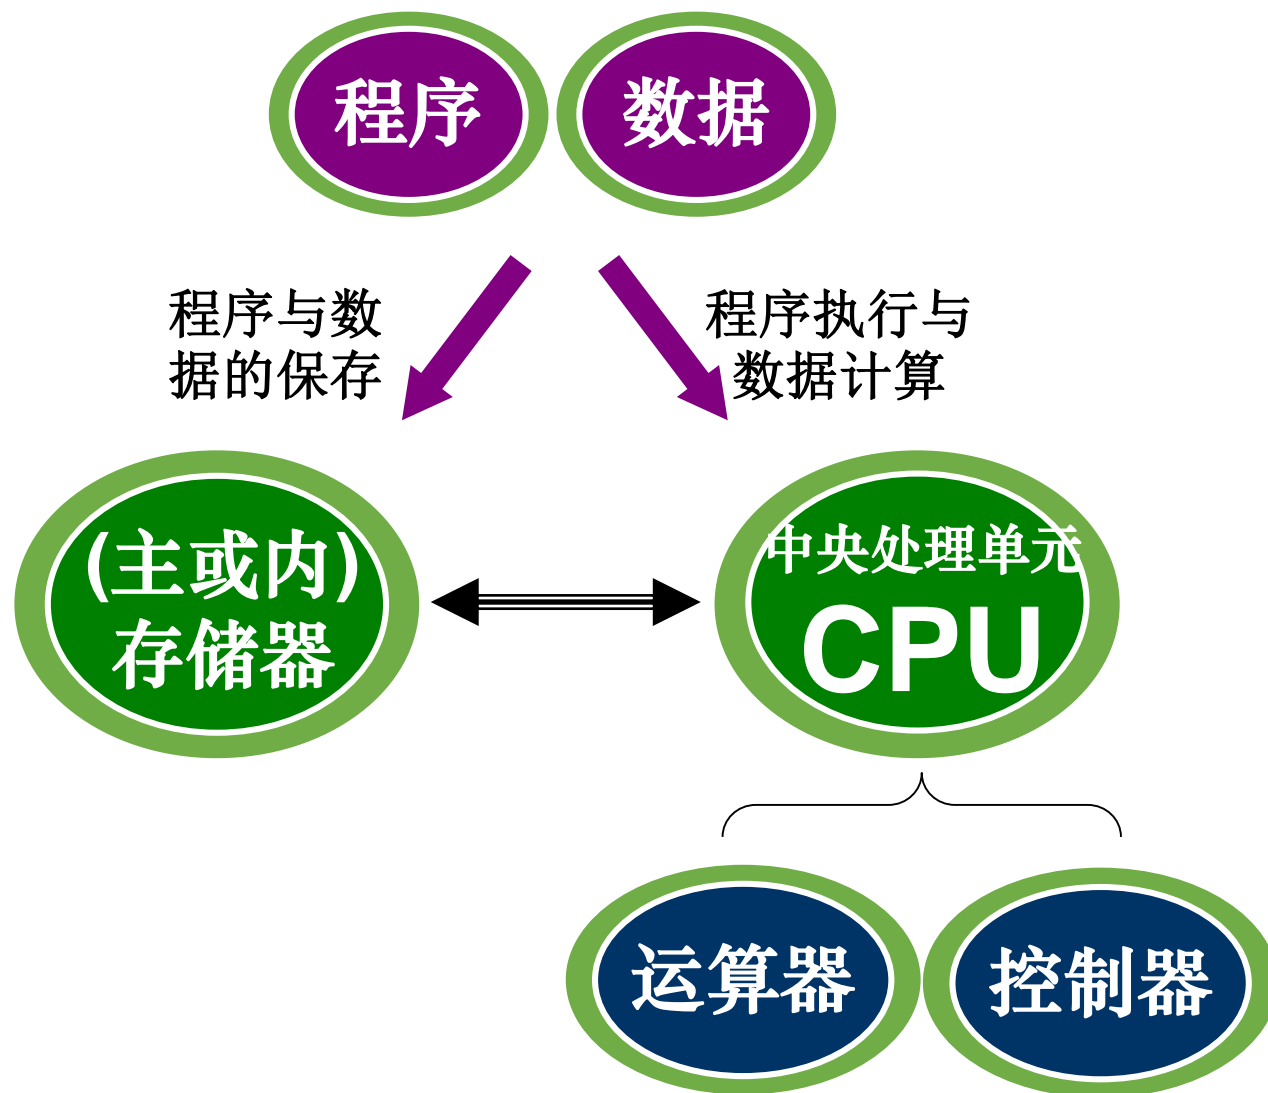 程序
数据
程序与数
据的保存
程序执行与
数据计算
(主或内)
存储器
中央处理单元
CPU
运算器
控制器